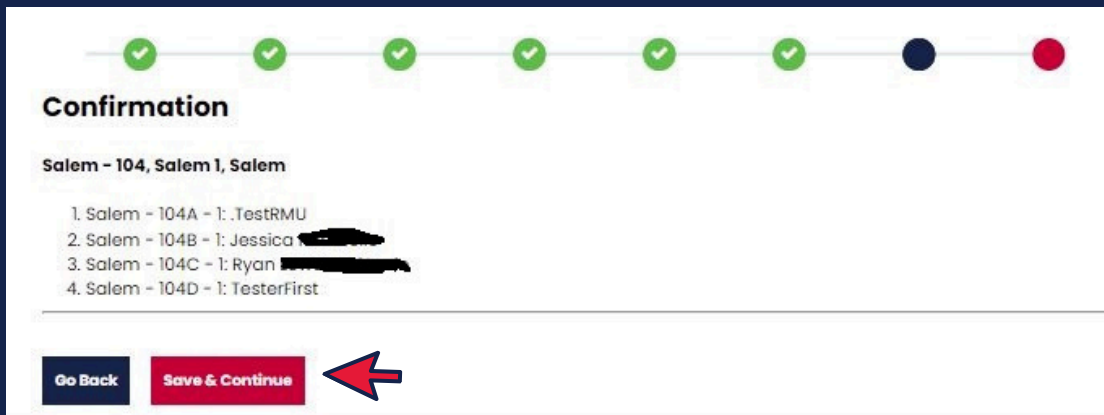 Confirmation
Salem - 104, Salem 1, Salem
1. Salem - 104A - 1: .TestRMU
2. Salem - 104B - 1: Jessica
3. Salem - 104C - 1: Ryan
4. Salem - 104D - 1: TesterFirst
Go Back
Save & Continue